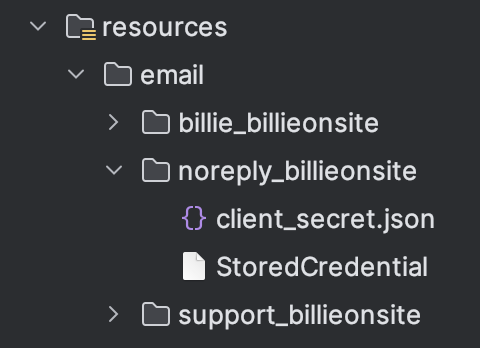 resources
email
billie_billieonsite
noreply_billieonsite
{} client_secret.json
StoredCredential
support_billieonsite